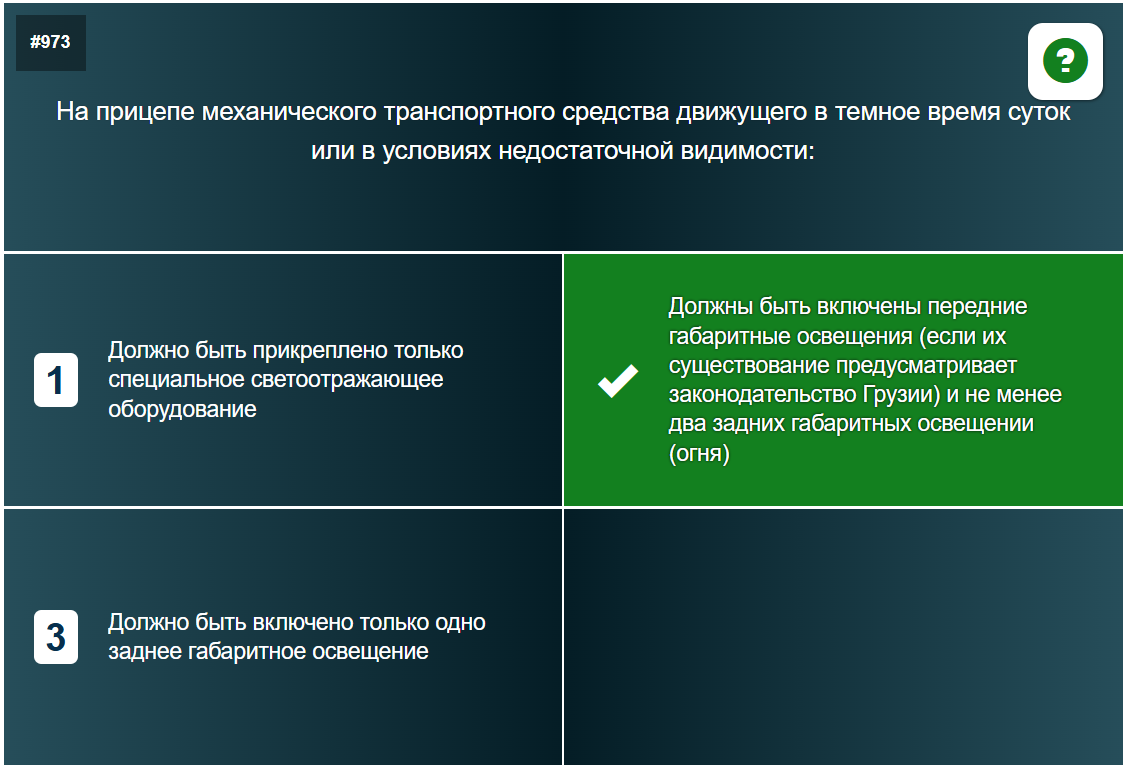 #973
?
На прицепе механического транспортного средства движущего в темное время суток
или в условиях недостаточной видимости:
1
Должно быть прикреплено только
специальное светоотражающее
оборудование
Должны быть включены передние
габаритные освещения (если их
существование предусматривает
законодательство Грузии) и не менее
два задних габаритных освещении
(огня)
3
Должно быть включено только одно
заднее габаритное освещение